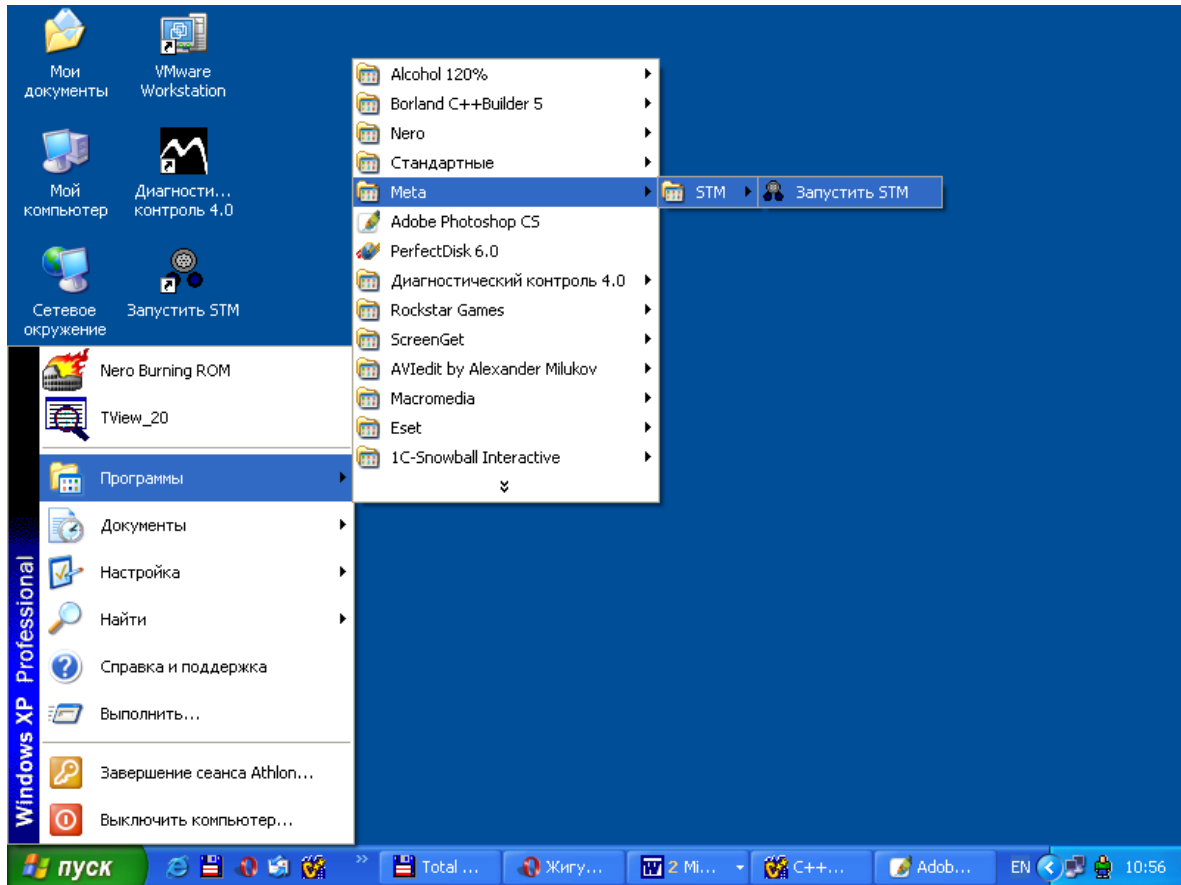 Мои
документы
VMware
Workstation
Мой
компьютер
Диагности...
контроль 4.0
Сетевое
окружение
Запустить STM
Alcohol 120%
Borland C++Builder 5
Nero
Стандартные
Meta
STM
Запустить STM
Adobe Photoshop CS
PerfectDisk 6.0
Диагностический контроль 4.0
Rockstar Games
ScreenGet
AVIedit by Alexander Milukov
Macromedia
Eset
1C-Snowball Interactive
Nero Burning ROM
TView_20
Программы
Документы
Настройка
Найти
Справка и поддержка
Выполнить...
Завершение сеанса Athlon...
Выключить компьютер...
Windows XP Professional
пуск
Total ...
Жигу...
2 Mi...
C++...
Adob...
EN
10:56